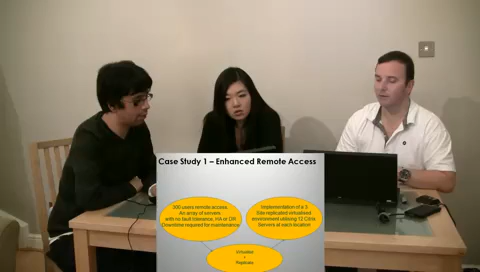 Case Study 1 – Enhanced Remote Access
300 users remote access.
An array of servers
with no fault tolerance, HA or DR
Downtime required for maintenance
Implementation of a 3
Site replicated virtualised
environment utilising 12 Citrix
Servers at each location
Virtualise
+
Replicate